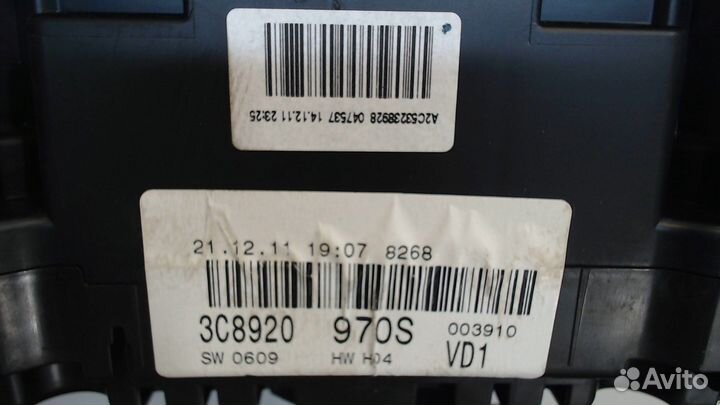 A2C53238928 047537 14.12.11 23:25
21.12.11 19:07 8268
3C8920 970S 003910
SW 0609 HW H04 VD1
Avito